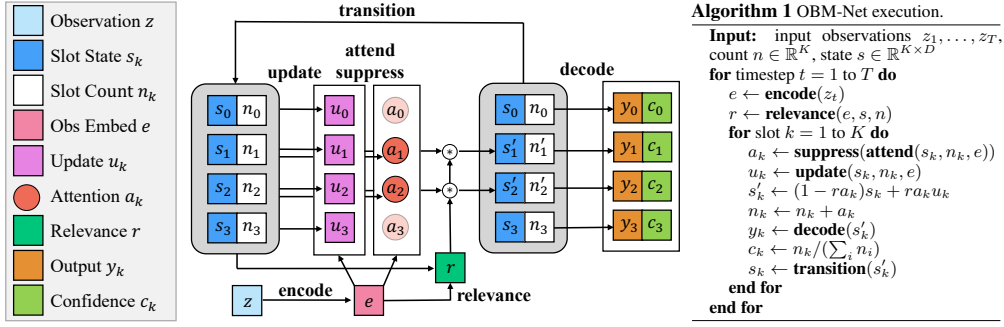 Observation z
Slot State s_k
Slot Count n_k
Obs Embed e
Update u_k
Attention a_k
Relevance r
Output y_k
Confidence c_k
transition
attend
update suppress
decode
s_0 n_0 u_0 a_0 s_0 n_0 y_0 c_0
s_1 n_1 u_1 a_1 ⊛ s'_1 n'_1 y_1 c_1
s_2 n_2 u_2 a_2 ⊛ s'_2 n'_2 y_2 c_2
s_3 n_3 u_3 a_3 s_3 n_3 y_3 c_3
r
encode
relevance
z e
Algorithm 1 OBM-Net execution.
Input: input observations z_1, . . . , z_T,
count n ∈ ℝ^K, state s ∈ ℝ^{K×D}
for timestep t = 1 to T do
e ← encode(z_t)
r ← relevance(e, s, n)
for slot k = 1 to K do
a_k ← suppress(attend(s_k, n_k, e))
u_k ← update(s_k, n_k, e)
s'_k ← (1 − ra_k)s_k + ra_k u_k
n_k ← n_k + a_k
y_k ← decode(s'_k)
c_k ← n_k/(∑_i n_i)
s_k ← transition(s'_k)
end for
end for